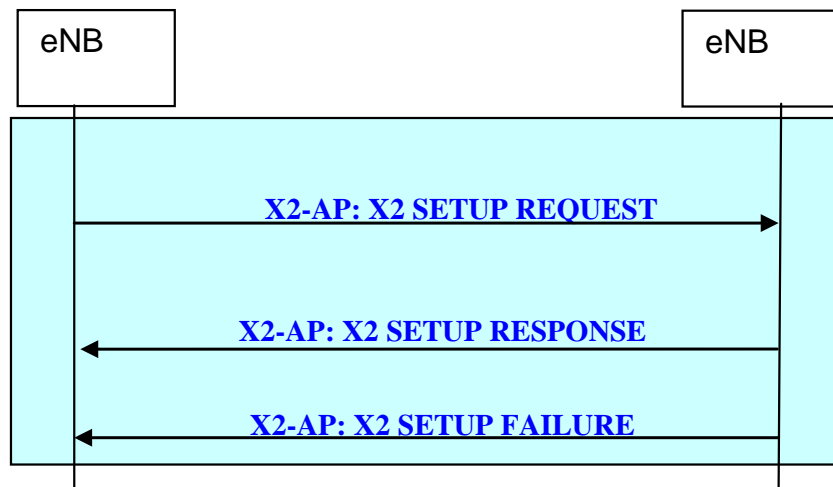 eNB
eNB
X2-AP: X2 SETUP REQUEST
X2-AP: X2 SETUP RESPONSE
X2-AP: X2 SETUP FAILURE